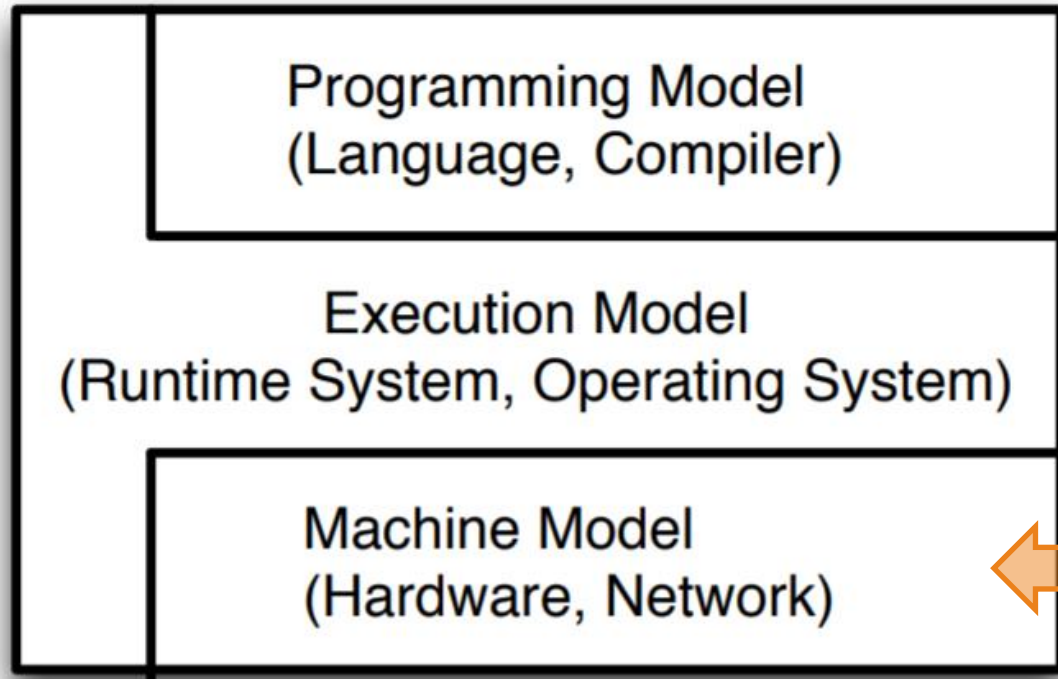 Programming Model
(Language, Compiler)
Execution Model
(Runtime System, Operating System)
Machine Model
(Hardware, Network)